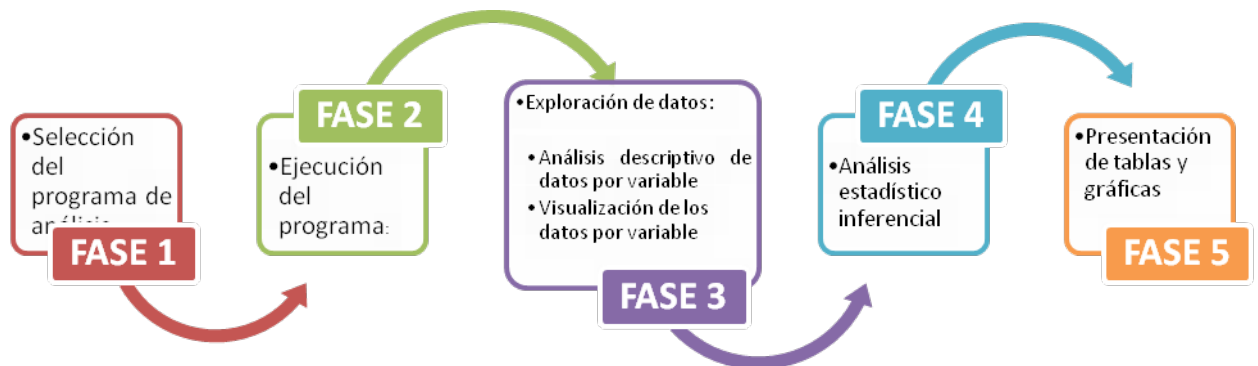 •Selección
del
programa de
análisis
FASE 1
FASE 2
•Ejecución
del
programa:
•Exploración de datos:
• Análisis descriptivo de
datos por variable
• Visualización de los
datos por variable
FASE 3
FASE 4
•Análisis
estadístico
inferencial
•Presentación
de tablas y
gráficas
FASE 5